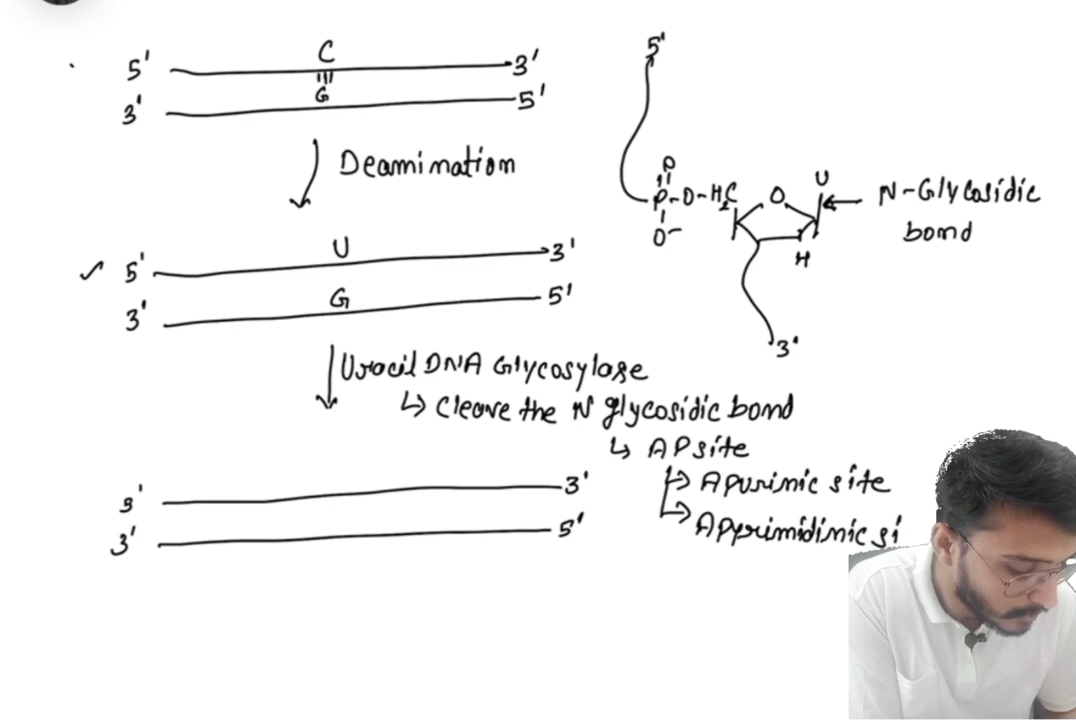 5' C 3'
G
3' 5'
Deamination
5' U 3'
3' G 5'
Uracil DNA Glycosylase
↳ Cleave the N glycosidic bond
↳ AP site
↳ Apurinic site
↳ Apyrimidinic si
5' 3'
3' 5'
5'
O
P-O-H₂C O U ← N-Glycosidic
bond
O-
H
3'